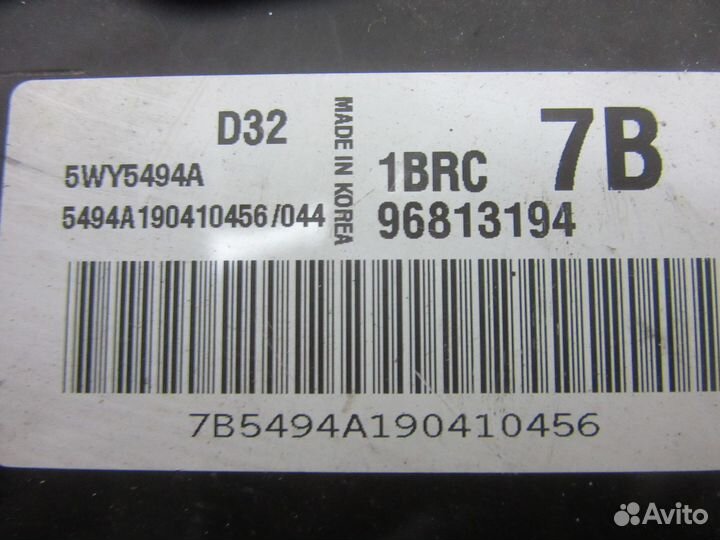 D32
5WY5494A
5494A190410456/044
MADE IN KOREA
1BRC 7B
96813194
7B5494A190410456
Avito